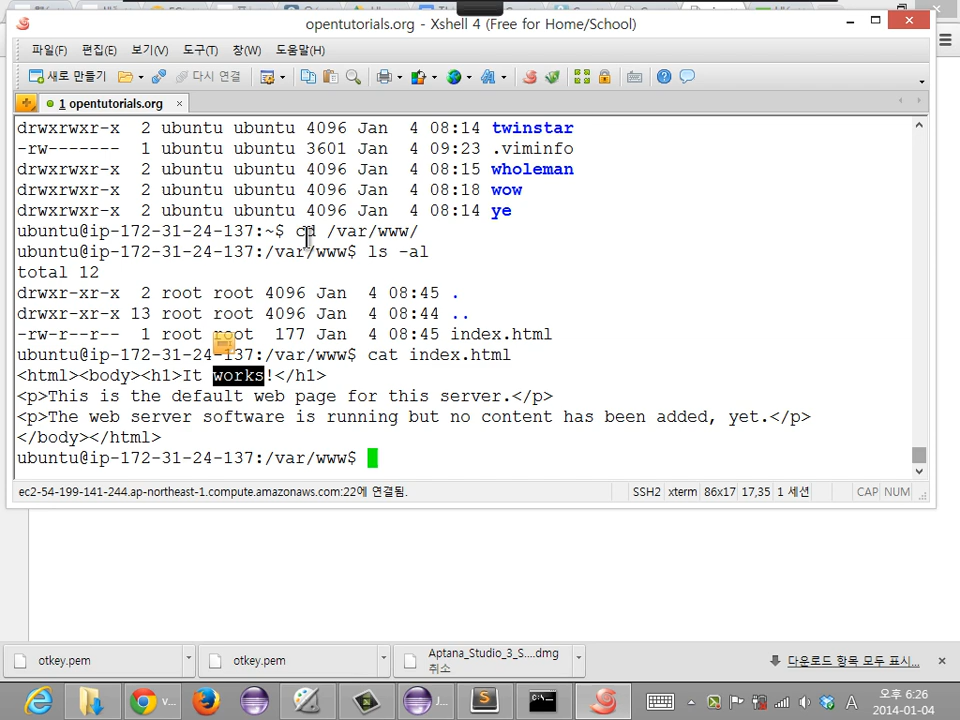 opentutorials.org - Xshell 4 (Free for Home/School)
파일(F) 편집(E) 보기(V) 도구(T) 창(W) 도움말(H)
새로 만들기 다시 연결
1 opentutorials.org
drwxrwxr-x 2 ubuntu ubuntu 4096 Jan 4 08:14 twinstar
-rw------- 1 ubuntu ubuntu 3601 Jan 4 09:23 .viminfo
drwxrwxr-x 2 ubuntu ubuntu 4096 Jan 4 08:15 wholeman
drwxrwxr-x 2 ubuntu ubuntu 4096 Jan 4 08:18 wow
drwxrwxr-x 2 ubuntu ubuntu 4096 Jan 4 08:14 ye
ubuntu@ip-172-31-24-137:~$ cd /var/www/
ubuntu@ip-172-31-24-137:/var/www$ ls -al
total 12
drwxr-xr-x 2 root root 4096 Jan 4 08:45 .
drwxr-xr-x 13 root root 4096 Jan 4 08:44 ..
-rw-r--r-- 1 root root 177 Jan 4 08:45 index.html
ubuntu@ip-172-31-24-137:/var/www$ cat index.html
<html><body><h1>It works!</h1>
<p>This is the default web page for this server.</p>
<p>The web server software is running but no content has been added, yet.</p>
</body></html>
ubuntu@ip-172-31-24-137:/var/www$
ec2-54-199-141-244.ap-northeast-1.compute.amazonaws.com:22에 연결됨. SSH2 xterm 86x17 17,35 1 세션 CAP NUM
otkey.pem otkey.pem Aptana_Studio_3_S....dmg 다운로드 항목 모두 표시...
취소
V... J... A 오후 6:26
2014-01-04